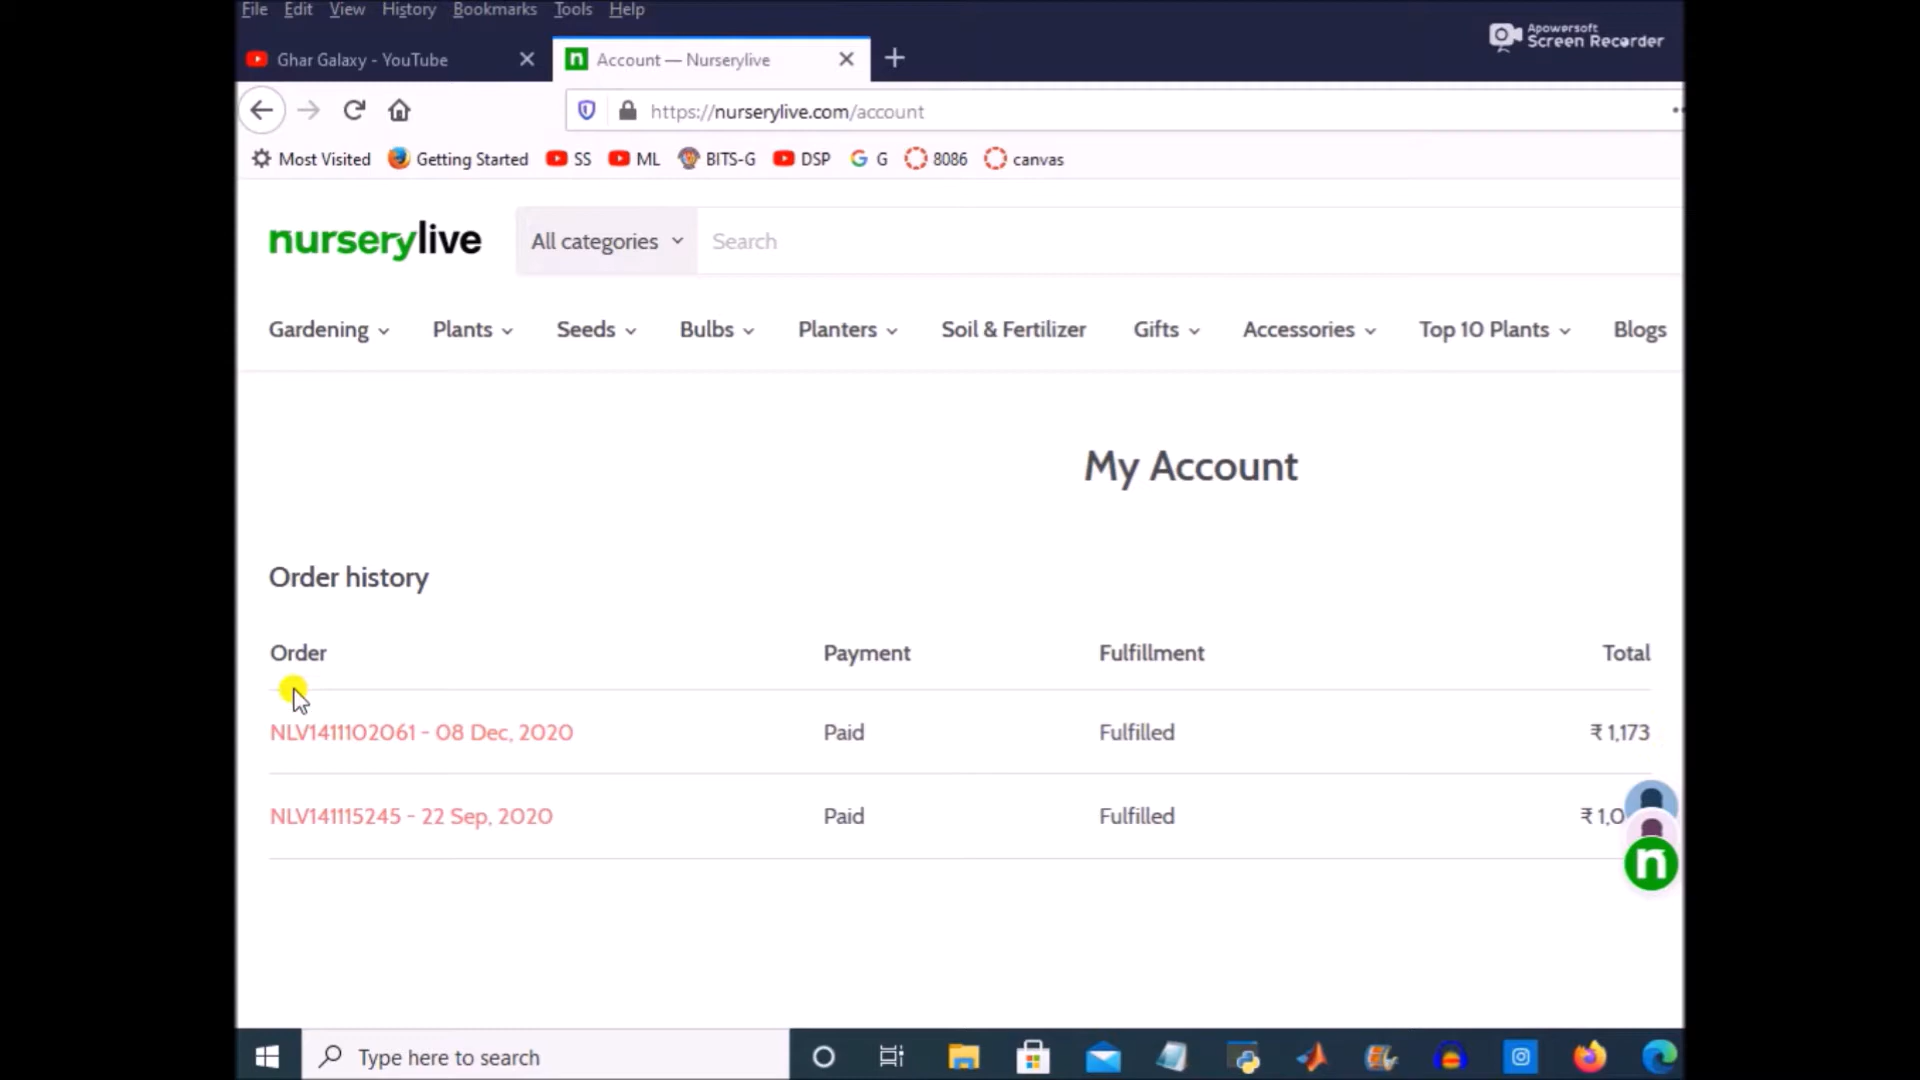 File Edit View History Bookmarks Tools Help
Apowersoft
Screen Recorder
Ghar Galaxy - YouTube
Account — Nurserylive
https://nurserylive.com/account
Most Visited Getting Started SS ML BITS-G DSP G 8086 canvas
nurserylive All categories Search
Gardening Plants Seeds Bulbs Planters Soil & Fertilizer Gifts Accessories Top 10 Plants Blogs
My Account
Order history
Order Payment Fulfillment Total
NLV1411102061 - 08 Dec, 2020 Paid Fulfilled ₹ 1,173
NLV141115245 - 22 Sep, 2020 Paid Fulfilled ₹ 1,0
n
Type here to search